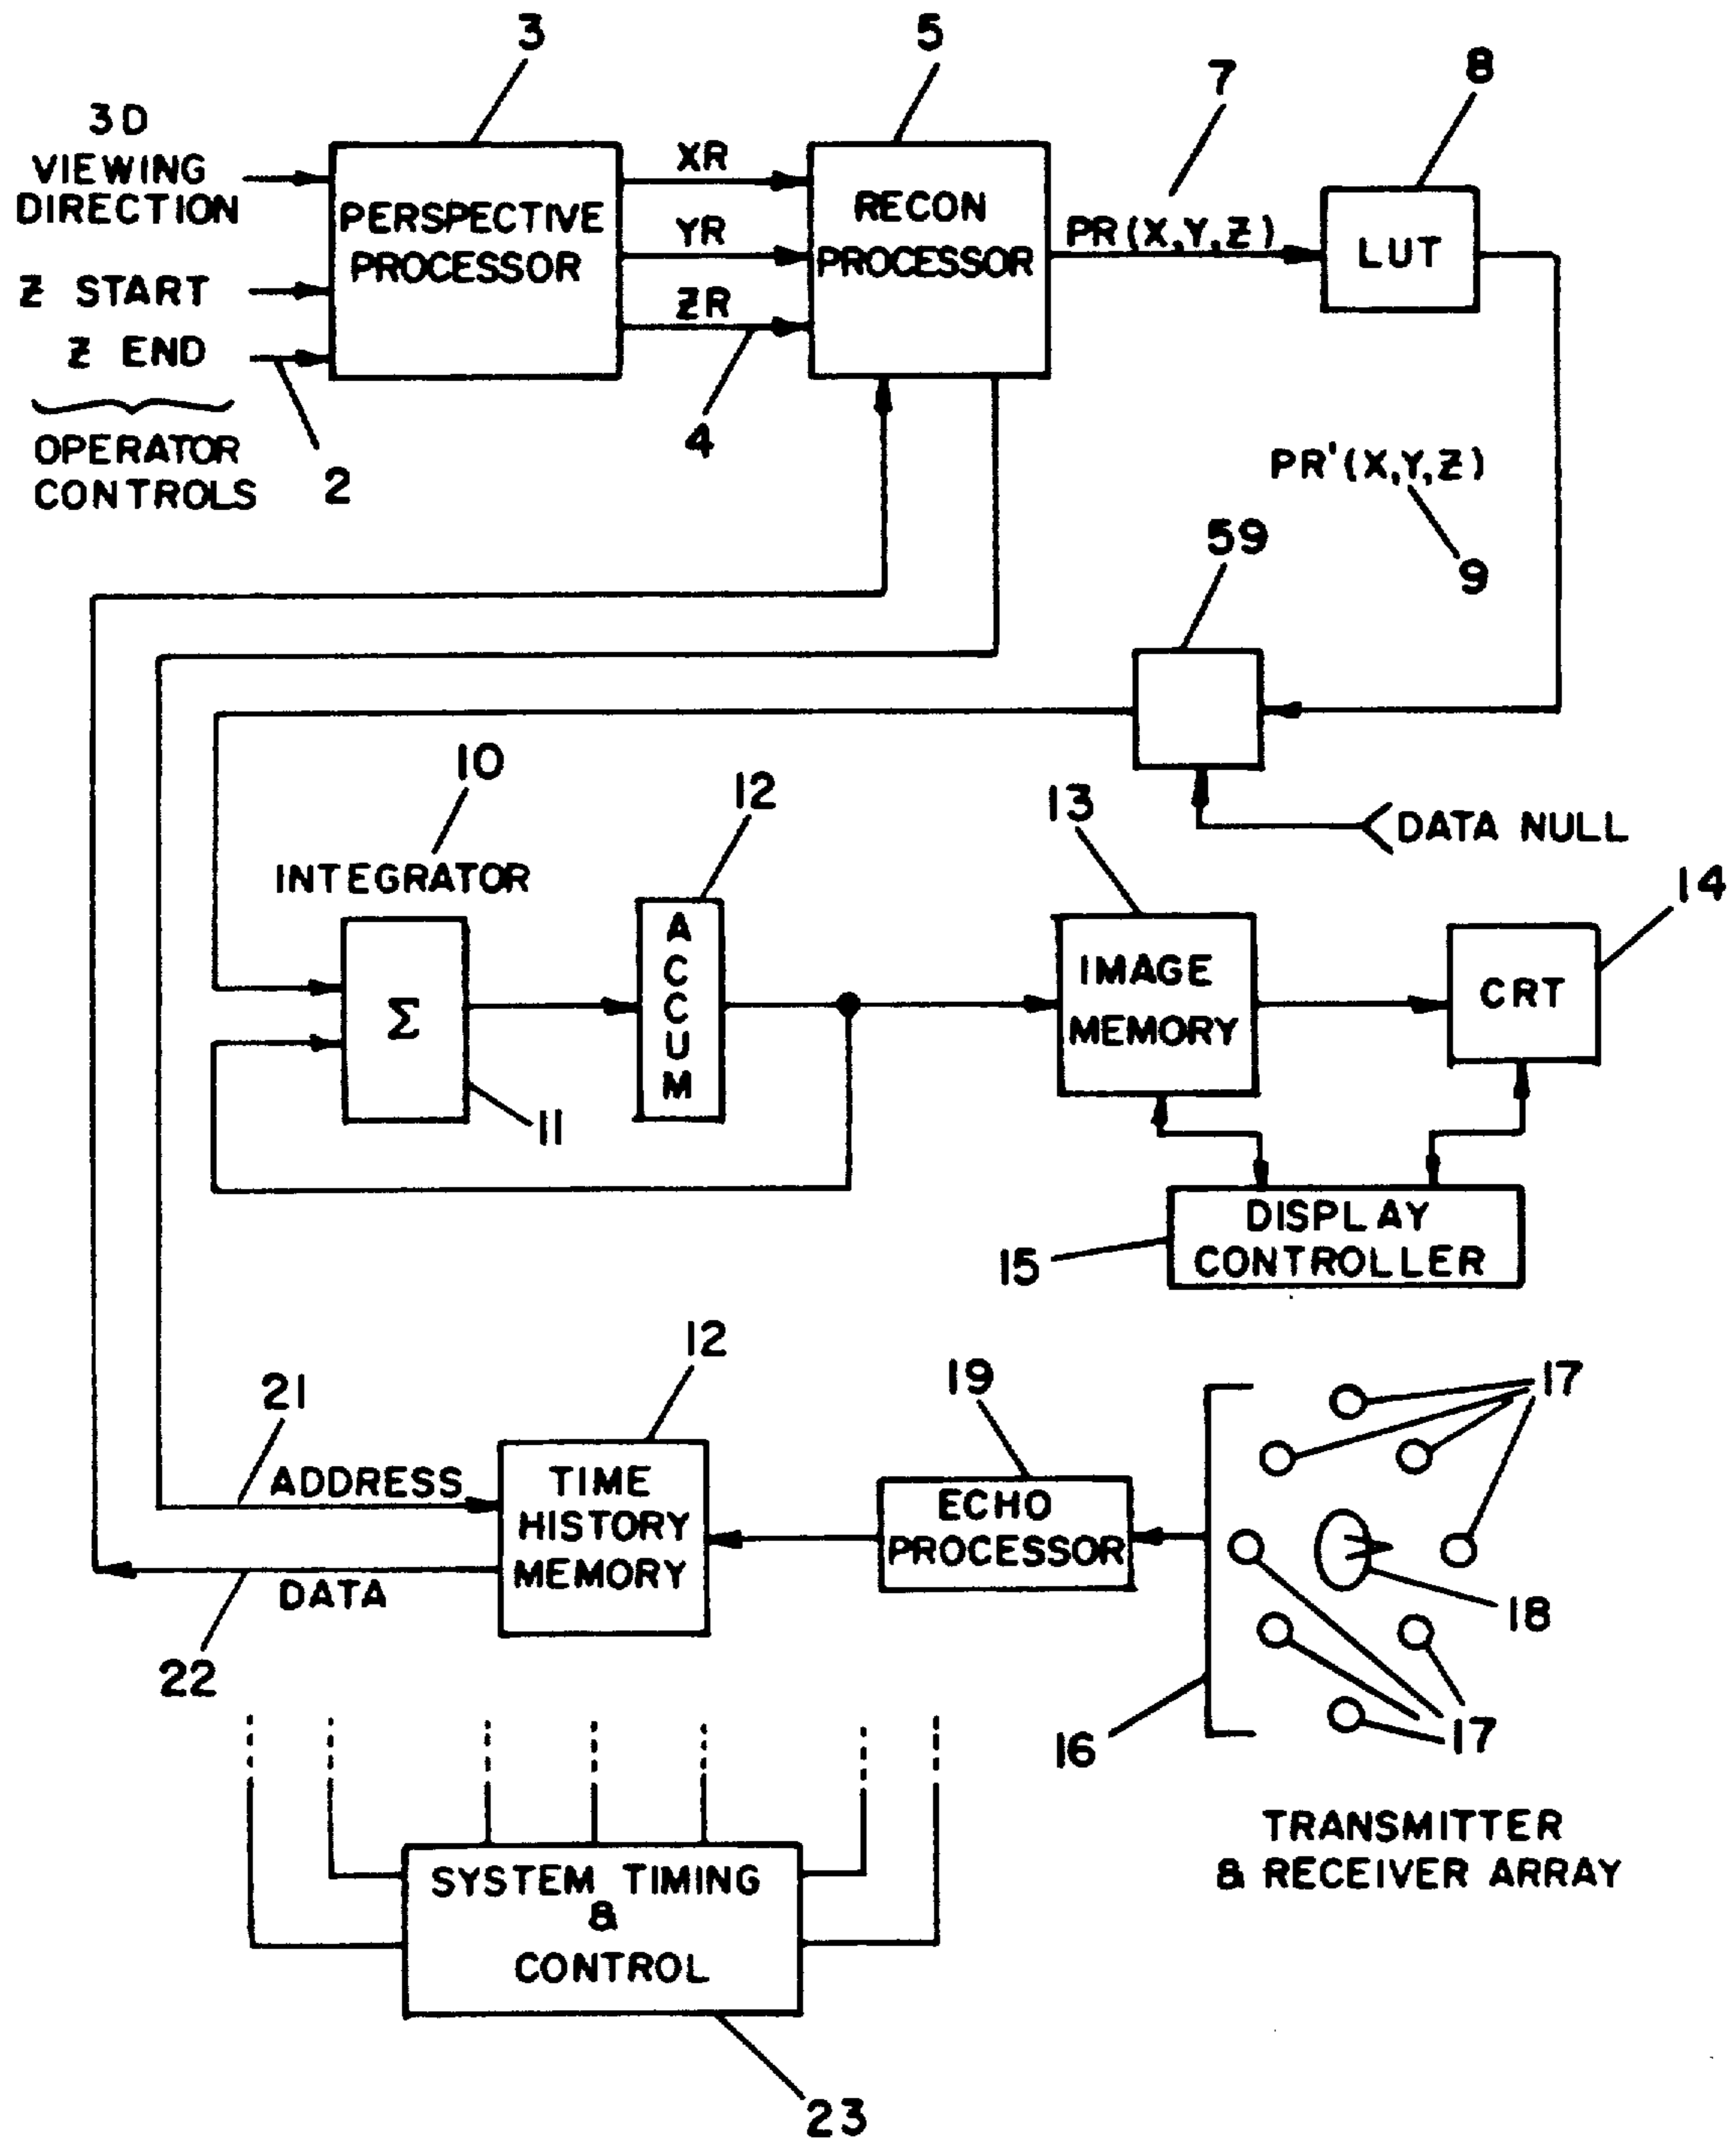 3
5
7
8
3D
VIEWING
DIRECTION
Z START
Z END
OPERATOR
CONTROLS
2
PERSPECTIVE
PROCESSOR
XR
YR
ZR
4
RECON
PROCESSOR
PR(X,Y,Z)
LUT
PR'(X,Y,Z)
9
59
DATA NULL
10
INTEGRATOR
Σ
11
12
ACCUM
13
IMAGE
MEMORY
14
CRT
DISPLAY
CONTROLLER
15
12
21
ADDRESS
TIME
HISTORY
MEMORY
DATA
22
19
ECHO
PROCESSOR
17
18
17
16
TRANSMITTER
& RECEIVER ARRAY
SYSTEM TIMING
&
CONTROL
23